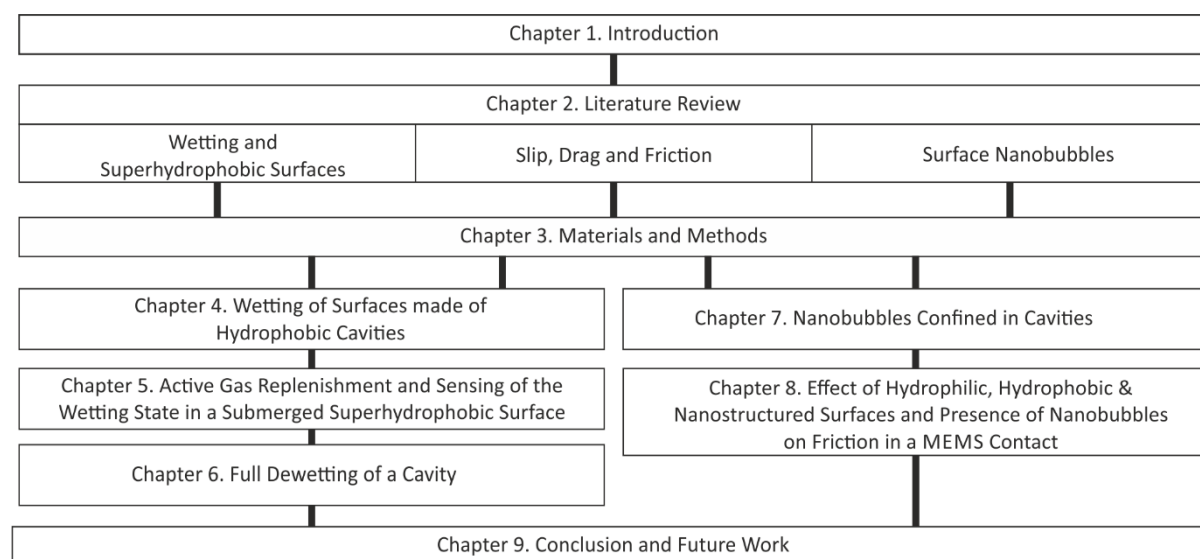 Chapter 1. Introduction
Chapter 2. Literature Review
Wetting and
Superhydrophobic Surfaces
Slip, Drag and Friction
Surface Nanobubbles
Chapter 3. Materials and Methods
Chapter 4. Wetting of Surfaces made of
Hydrophobic Cavities
Chapter 5. Active Gas Replenishment and Sensing of the
Wetting State in a Submerged Superhydrophobic Surface
Chapter 6. Full Dewetting of a Cavity
Chapter 7. Nanobubbles Confined in Cavities
Chapter 8. Effect of Hydrophilic, Hydrophobic &
Nanostructured Surfaces and Presence of Nanobubbles
on Friction in a MEMS Contact
Chapter 9. Conclusion and Future Work